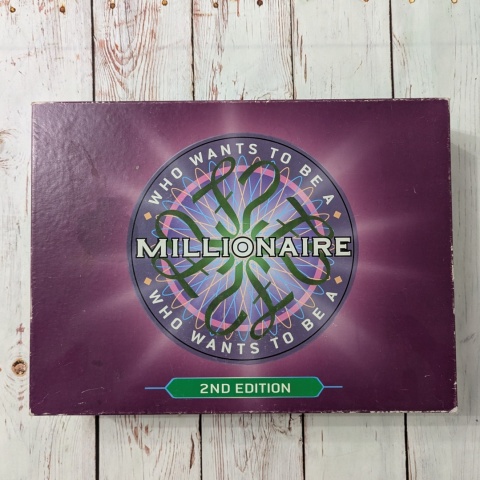 WHO WANTS TO BE A
MILLIONAIRE
WHO WANTS TO BE A
2ND EDITION